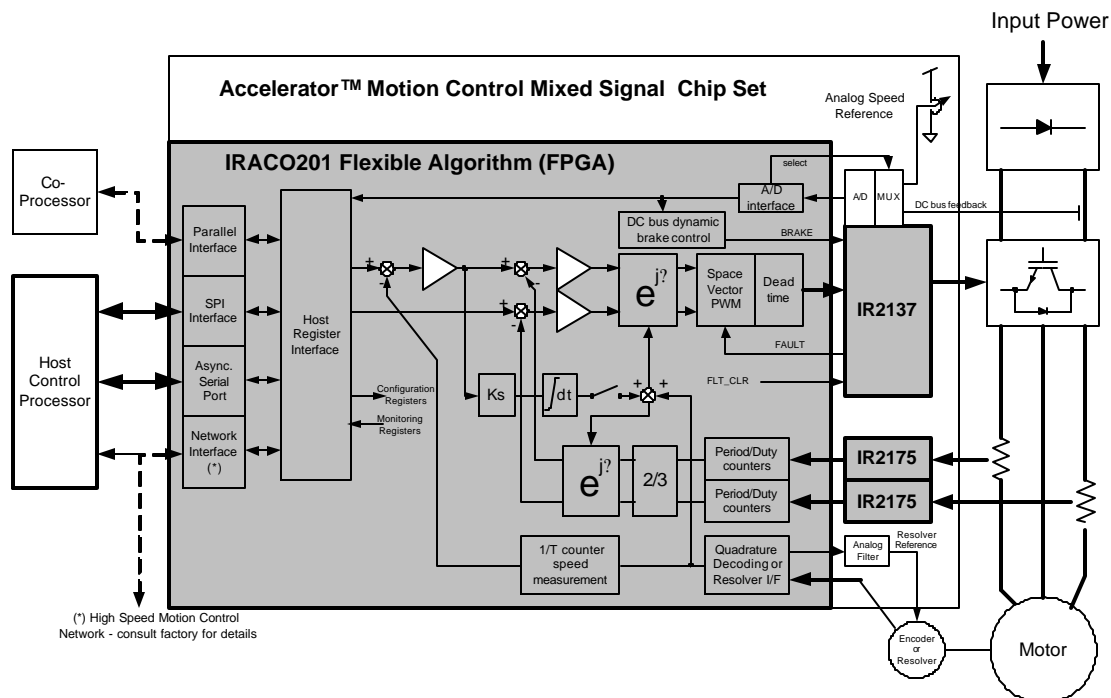 Input Power
Accelerator™ Motion Control Mixed Signal Chip Set
Analog Speed
Reference
IRACO201 Flexible Algorithm (FPGA)
select
Co-
Processor
A/D
interface
A/D
MUX
DC bus feedback
Parallel
Interface
DC bus dynamic
brake control
BRAKE
+
-
+
-
e
j?
Space
Vector
PWM
Dead
time
IR2137
SPI
Interface
Host
Register
Interface
+
-
Host
Control
Processor
Async.
Serial
Port
FAULT
FLT_CLR
Configuration
Registers
Monitoring
Registers
Ks
∫dt
+
+
Network
Interface
(*)
e
j?
2/3
Period/Duty
counters
IR2175
Period/Duty
counters
IR2175
1/T counter
speed
measurement
Quadrature
Decoding or
Resolver I/F
Analog
Filter
Resolver
Reference
(*) High Speed Motion Control
Network - consult factory for details
Encoder
or
Resolver
Motor